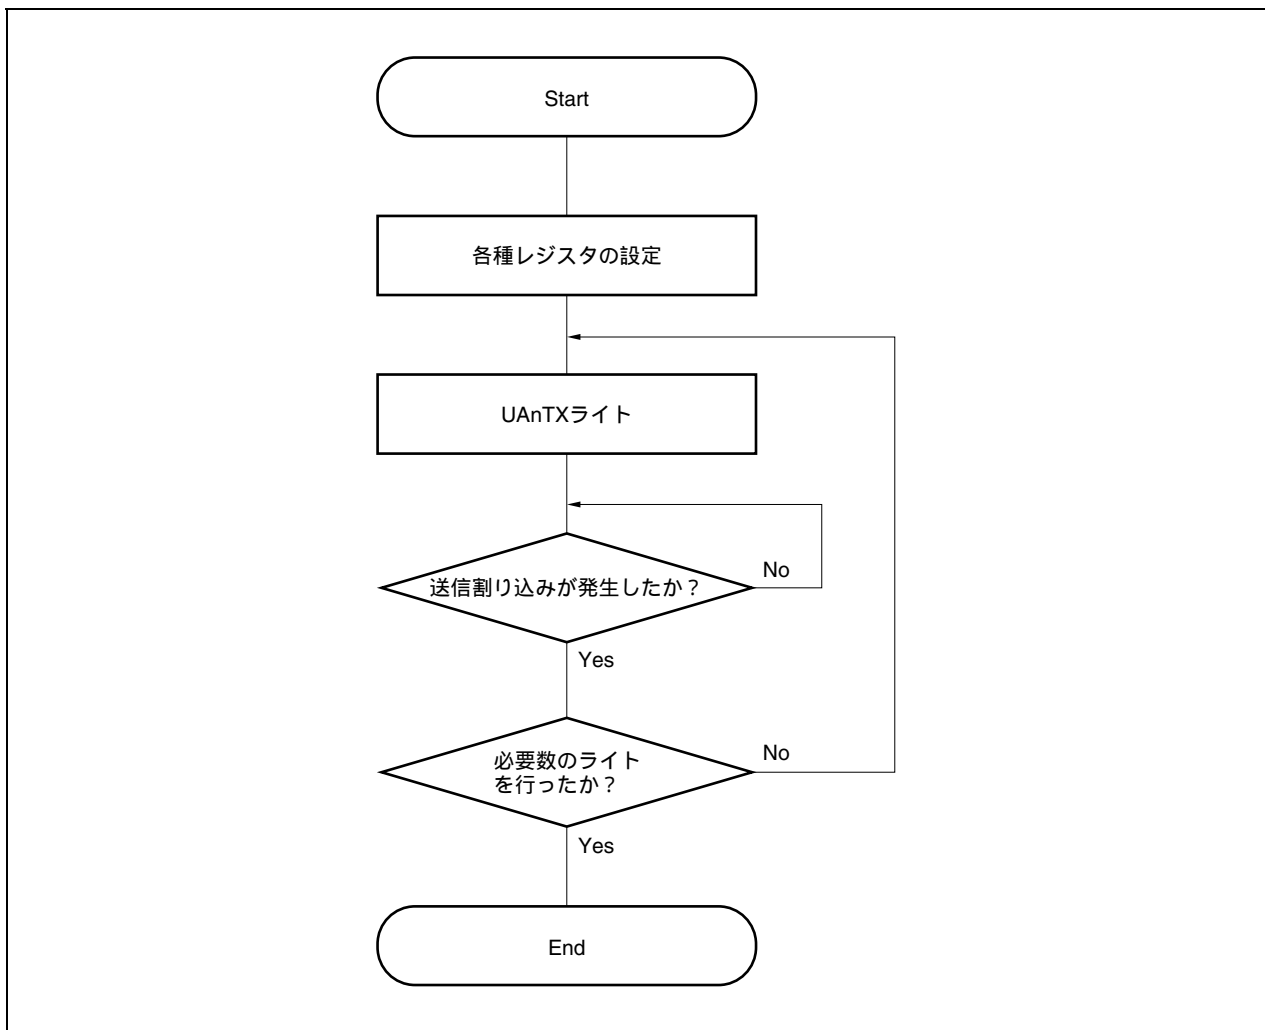 Start
各種レジスタの設定
UAnTXライト
送信割り込みが発生したか？
No
Yes
必要数のライト
を行ったか？
No
Yes
End